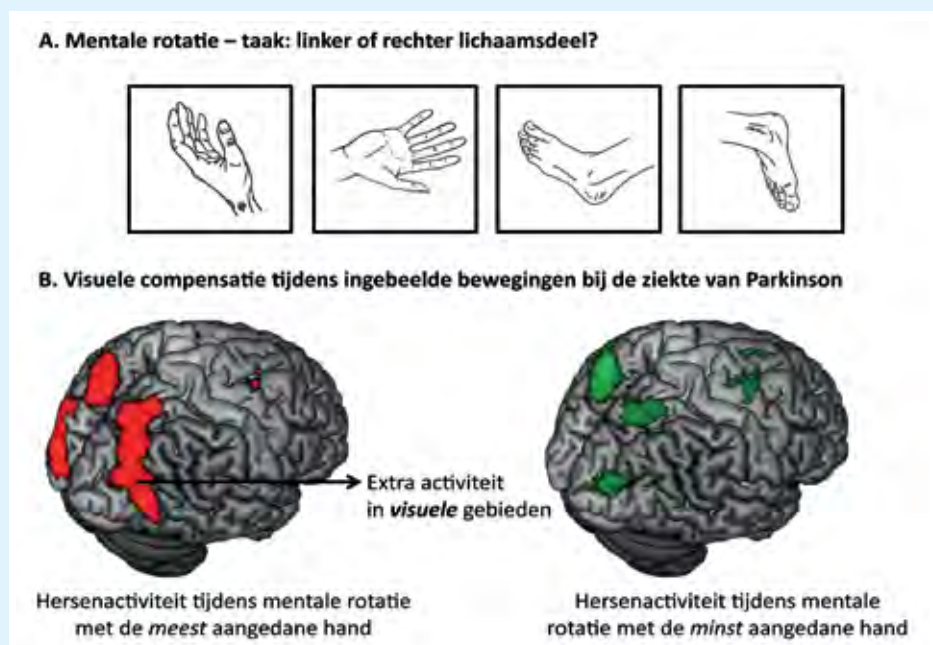 A. Mentale rotatie – taak: linker of rechter lichaamsdeel?
B. Visuele compensatie tijdens ingebeelde bewegingen bij de ziekte van Parkinson
Extra activiteit
in visuele gebieden
Hersenactiviteit tijdens mentale rotatie
met de meest aangedane hand
Hersenactiviteit tijdens mentale
rotatie met de minst aangedane hand